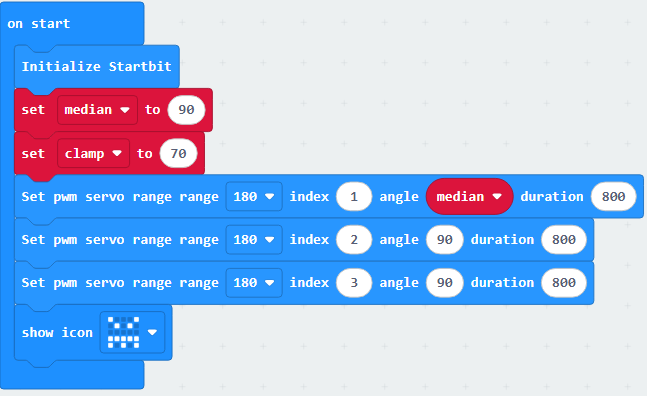 on start
Initialize Startbit
set median to 90
set clamp to 70
Set pwm servo range range 180 index 1 angle median duration 800
Set pwm servo range range 180 index 2 angle 90 duration 800
Set pwm servo range range 180 index 3 angle 90 duration 800
show icon